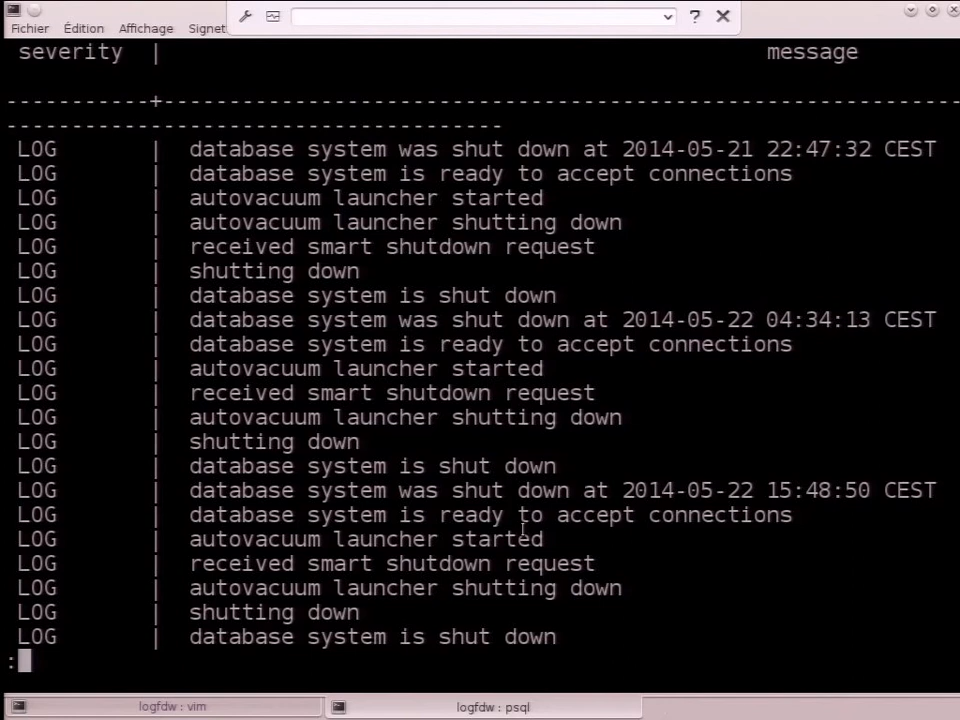 Fichier Édition Affichage Signet
?
severity | message
-----------+--------------------------------------------------------------
--------------------------------------
LOG | database system was shut down at 2014-05-21 22:47:32 CEST
LOG | database system is ready to accept connections
LOG | autovacuum launcher started
LOG | autovacuum launcher shutting down
LOG | received smart shutdown request
LOG | shutting down
LOG | database system is shut down
LOG | database system was shut down at 2014-05-22 04:34:13 CEST
LOG | database system is ready to accept connections
LOG | autovacuum launcher started
LOG | received smart shutdown request
LOG | autovacuum launcher shutting down
LOG | shutting down
LOG | database system is shut down
LOG | database system was shut down at 2014-05-22 15:48:50 CEST
LOG | database system is ready to accept connections
LOG | autovacuum launcher started
LOG | received smart shutdown request
LOG | autovacuum launcher shutting down
LOG | shutting down
LOG | database system is shut down
:
logfdw : vim logfdw : psql